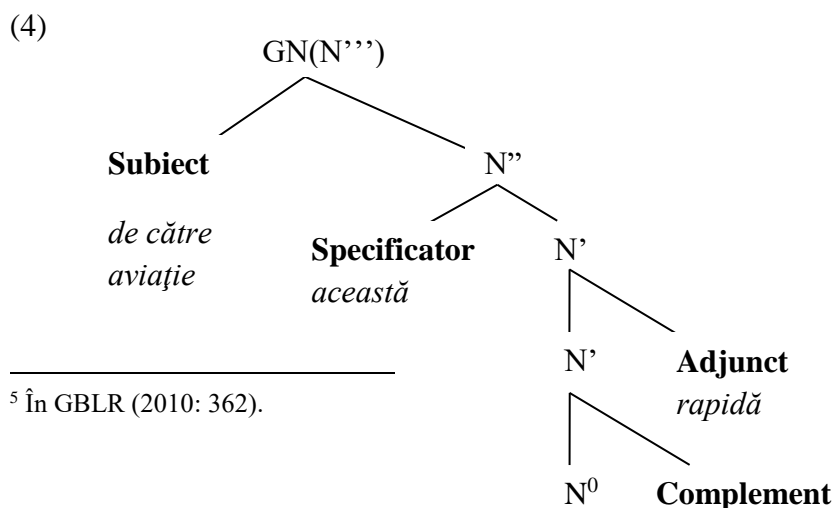 (4)
GN(N’’’)
Subiect N’’
de către
aviaţie
Specificator N’
această
N’ Adjunct
rapidă
⁵ În GBLR (2010: 362).
N⁰ Complement